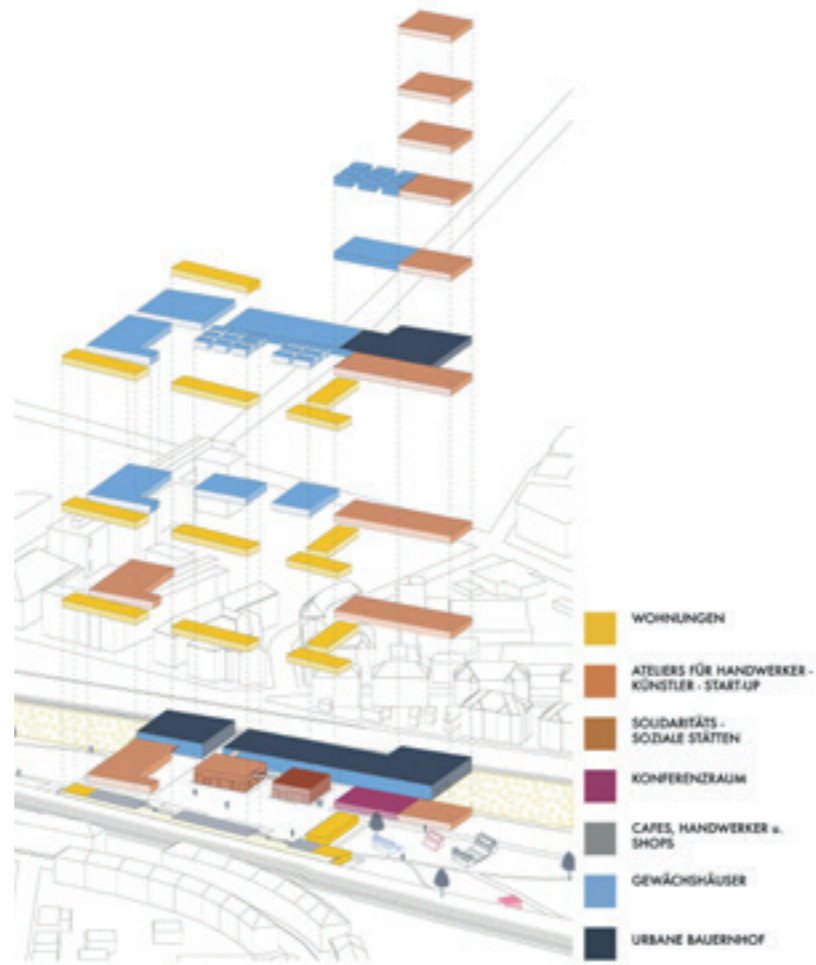 WOHNUNGEN
ATELIERS FÜR HANDWERKER -
KÜNSTLER - START-UP
SOLIDARITÄTS -
SOZIALE STÄTTEN
KONFERENZRAUM
CAFES, HANDWERKER u.
SHOPS
GEWÄCHSHÄUSER
URBANE BAUERNHOF